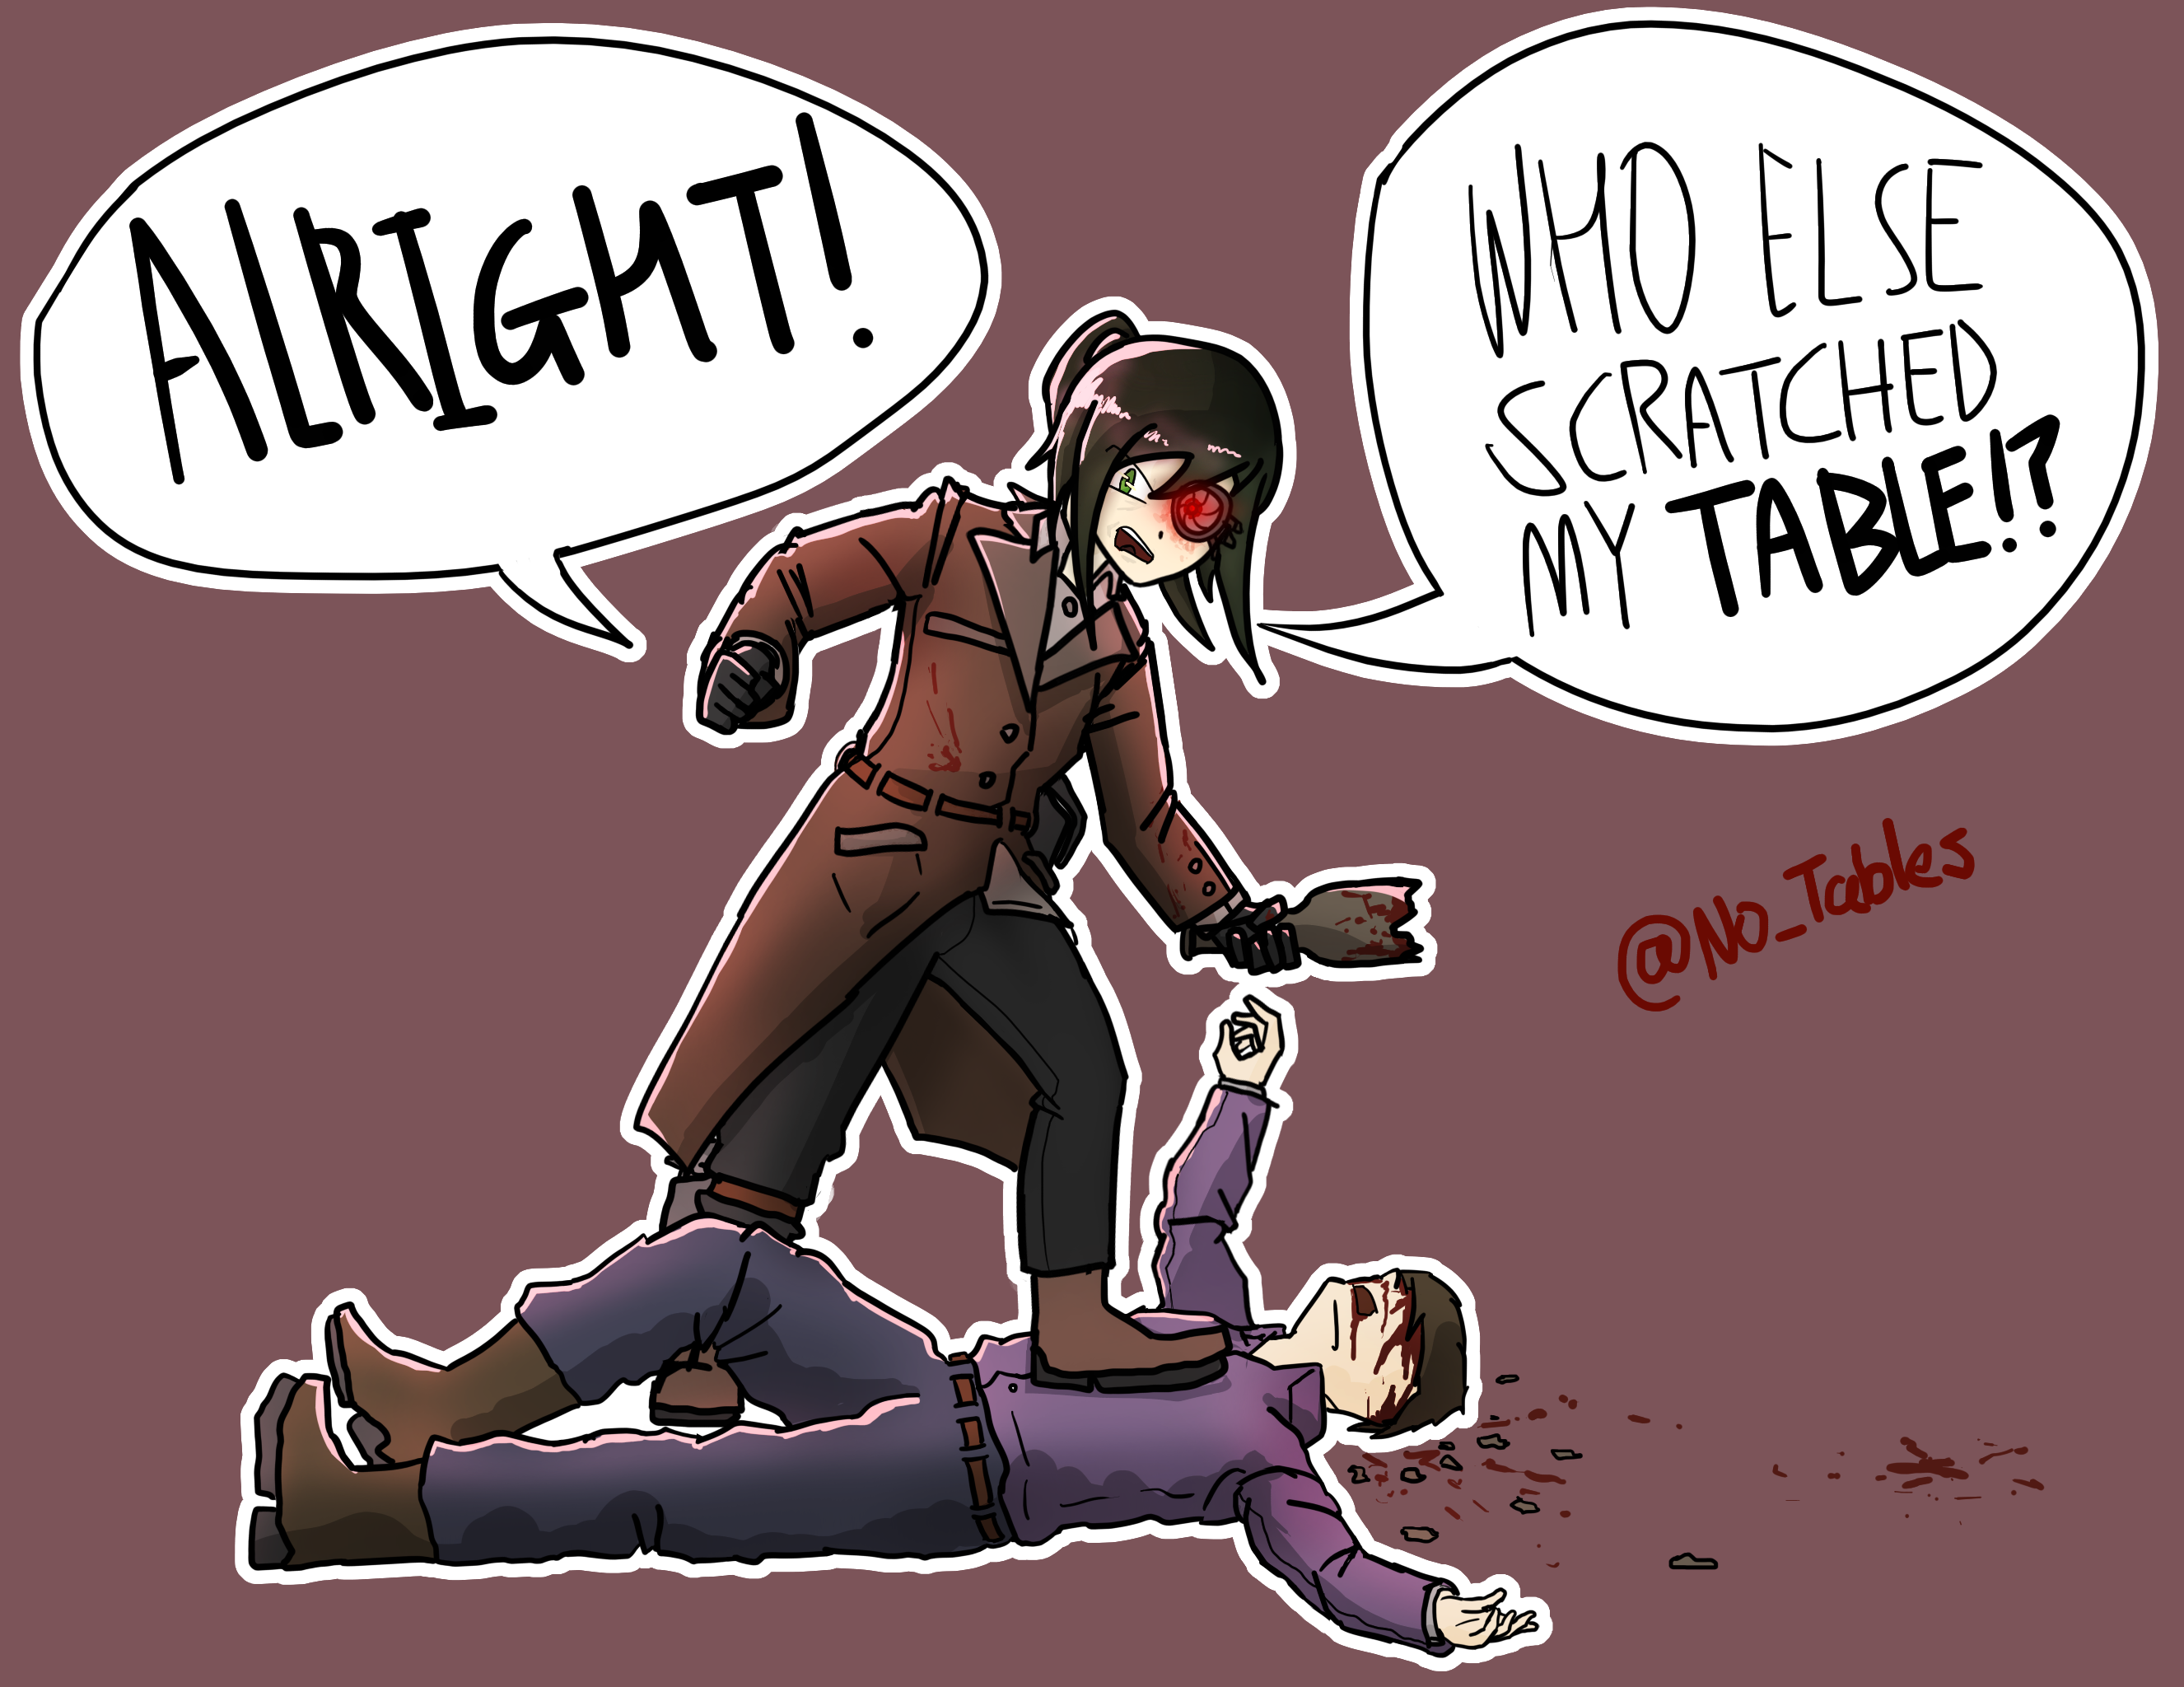 ALRIGHT!
WHO ELSE
SCRATCHED
MY TABLE!?
@NO_Tables